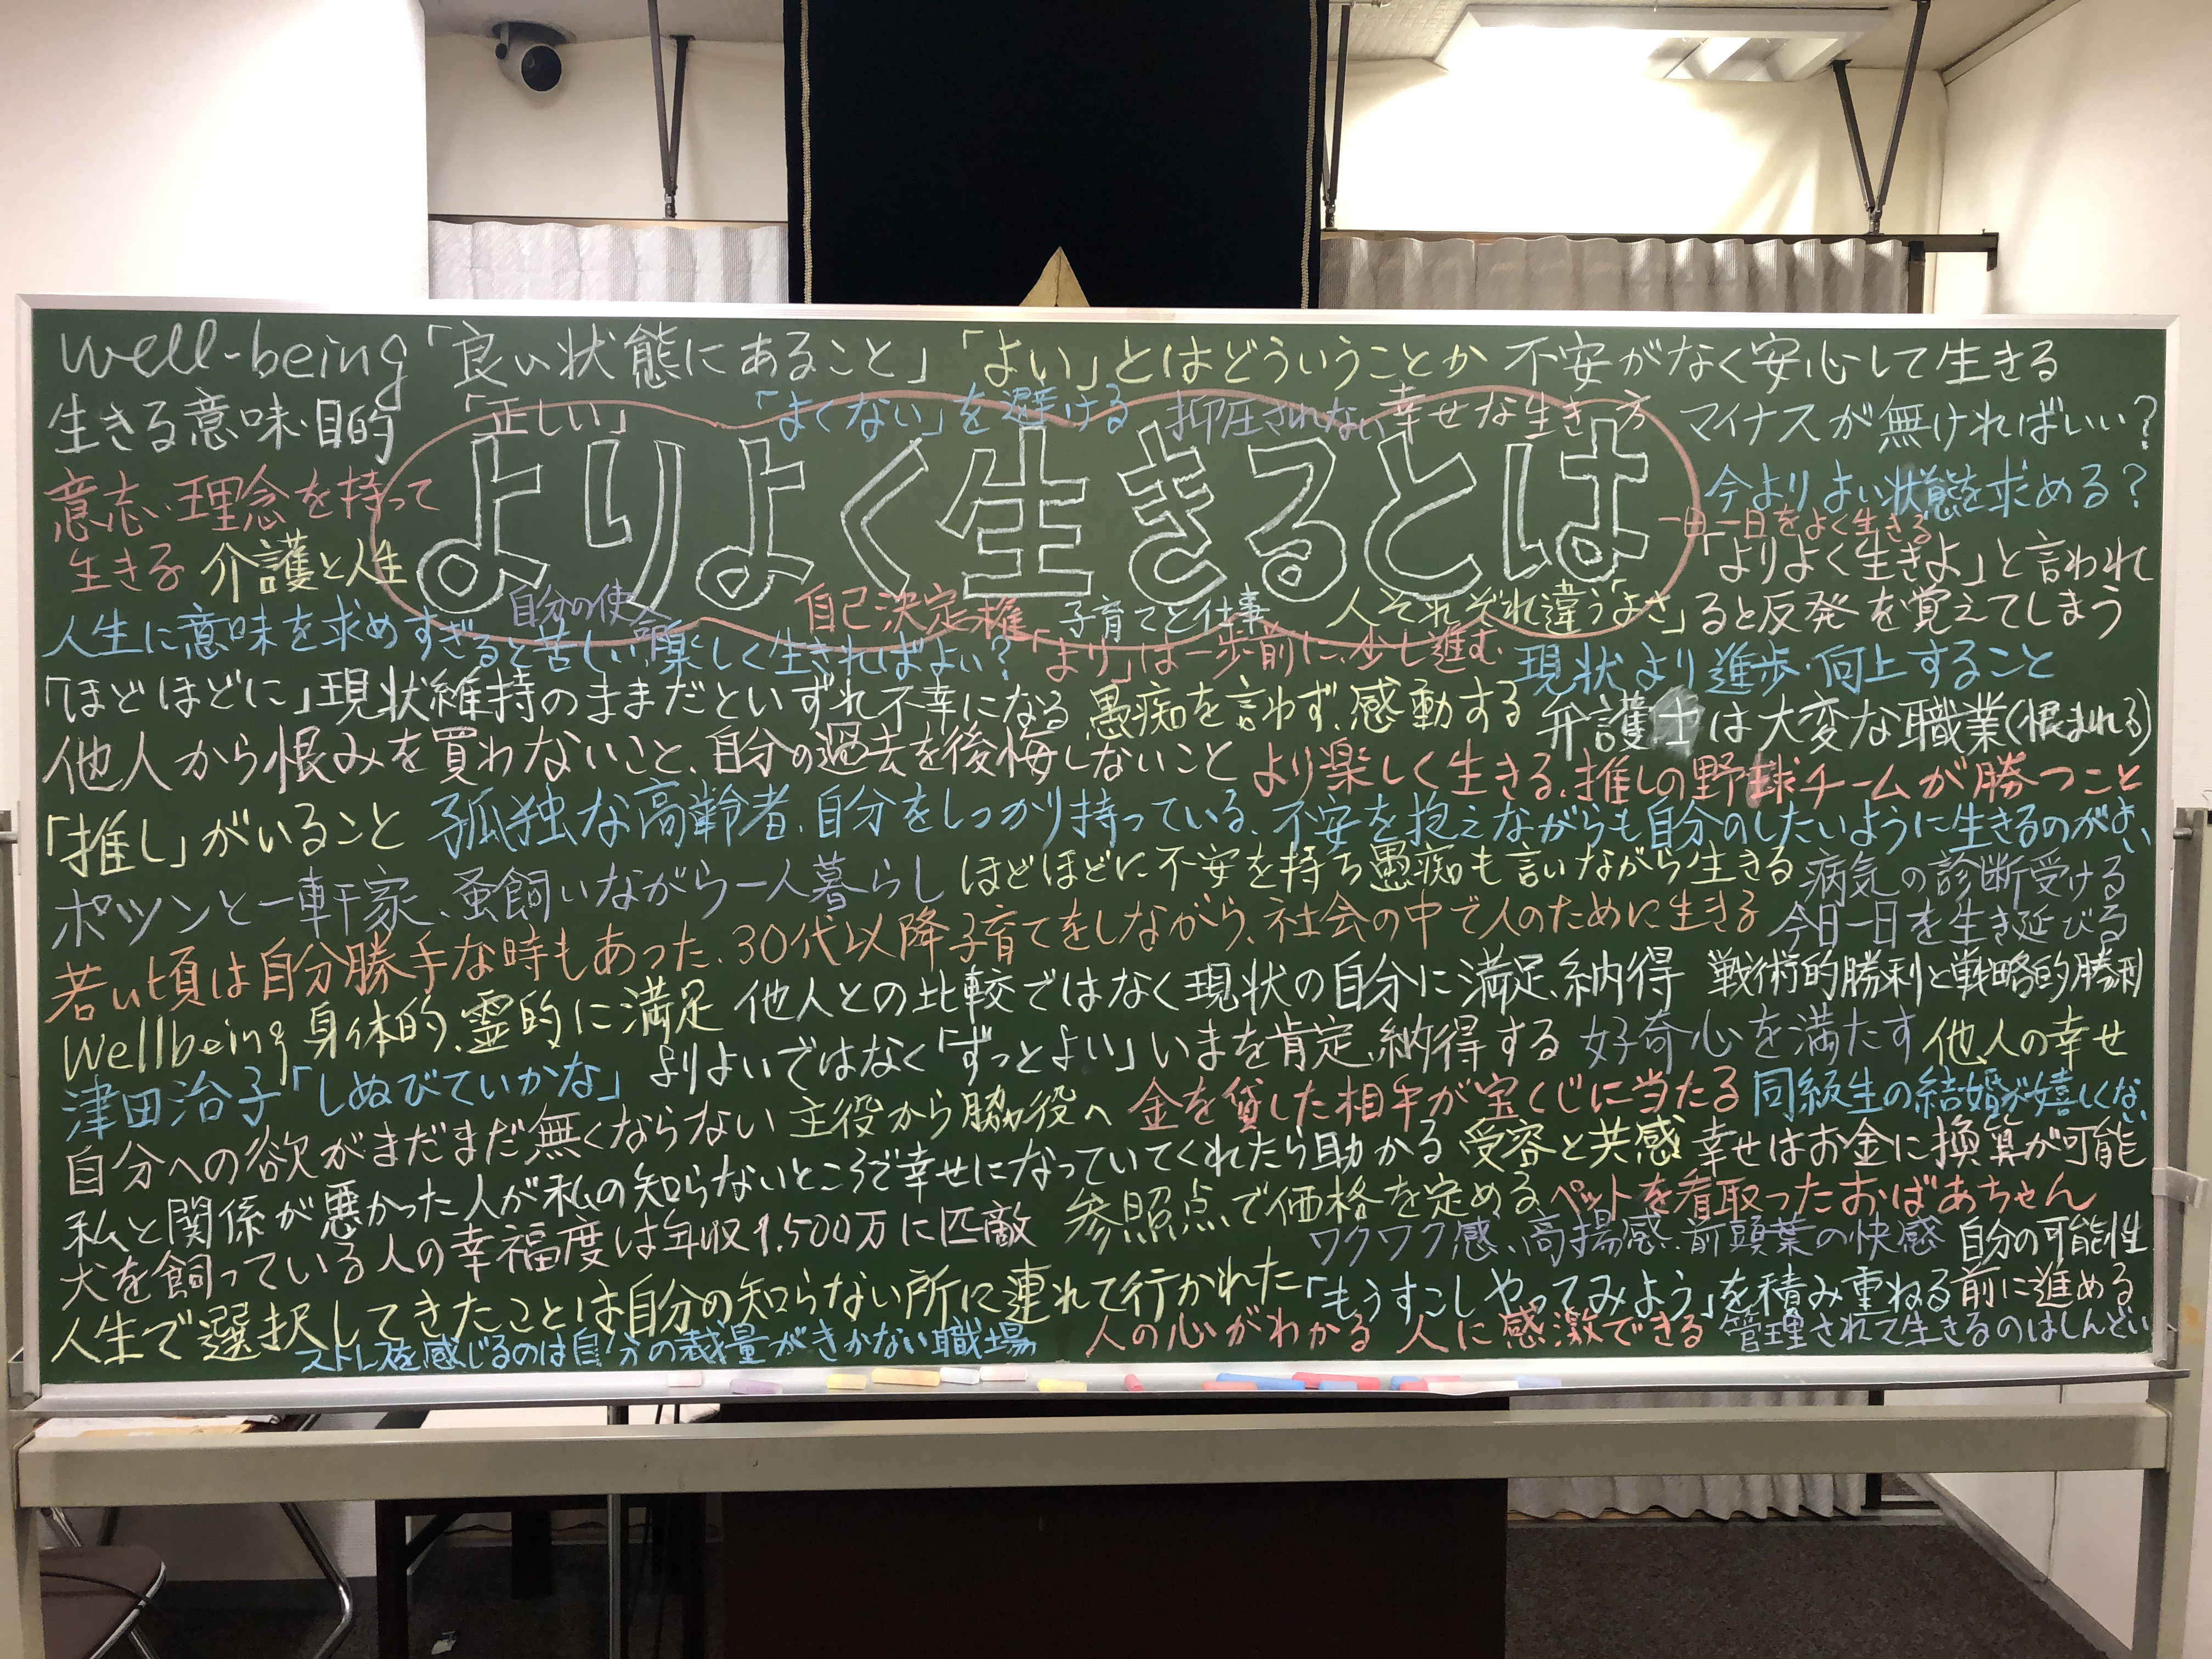 well-being「良い状態にあること」「よい」とはどういうことか 不安がなく安心して生きる
生きる意味・目的 「正しい」 「よくない」を避ける 抑圧されない 幸せな生き方 マイナスが無ければいい?
よりよく生きるとは
意志、理念を持って
生きる 介護と人生
今よりよい状態を求める?
一日一日をよく生きる
「よりよく生きよ」と言われ
ると反発を覚えてしまう
自分の使命 自己決定権 子育てと仕事 人それぞれ違う「よさ」
人生に意味を求めすぎると苦しい、楽しく生きればよい? 「より」は一歩前に、少し進む 現状より進歩・向上すること
「ほどほどに」現状維持のままだといずれ不幸になる 愚痴を言わず、感動する 弁護士は大変な職業(恨まれる)
他人から恨みを買わないこと、自分の過去を後悔しないこと より楽しく生きる、推しの野球チームが勝つこと
「推し」がいること 孤独な高齢者、自分をしっかり持っている、不安を抱えながらも自分のしたいように生きるのがよい
ポツンと一軒家、蚕飼いながら一人暮らし ほどほどに不安を持ち愚痴も言いながら生きる 病気の診断受ける
今日一日を生き延びる
若い頃は自分勝手な時もあった、30代以降子育てをしながら、社会の中で人のために生きる
wellbeing 身体的、霊的に満足 他人との比較ではなく現状の自分に満足、納得 戦術的勝利と戦略的勝利
津田治子「しぬびていかな」 よりよいではなく「ずっとよい」いまを肯定、納得する 好奇心を満たす 他人の幸せ
自分への欲がまだまだ無くならない 主役から脇役へ 金を貸した相手が宝くじに当たる 同級生の結婚が嬉しくない
私と関係が悪かった人が私の知らないところで幸せになっていてくれたら助かる 受容と共感 幸せはお金に換算が可能
犬を飼っている人の幸福度は年収1,500万に匹敵 参照点で価格を定める ペットを看取ったおばあちゃん
ワクワク感、高揚感、前頭葉の快感 自分の可能性
人生で選択してきたことは自分の知らない所に連れて行かれた 「もうすこしやってみよう」を積み重ねる 前に進める
ストレスを感じるのは自分の裁量がきかない職場 人の心がわかる 人に感激できる 管理されて生きるのはしんどい